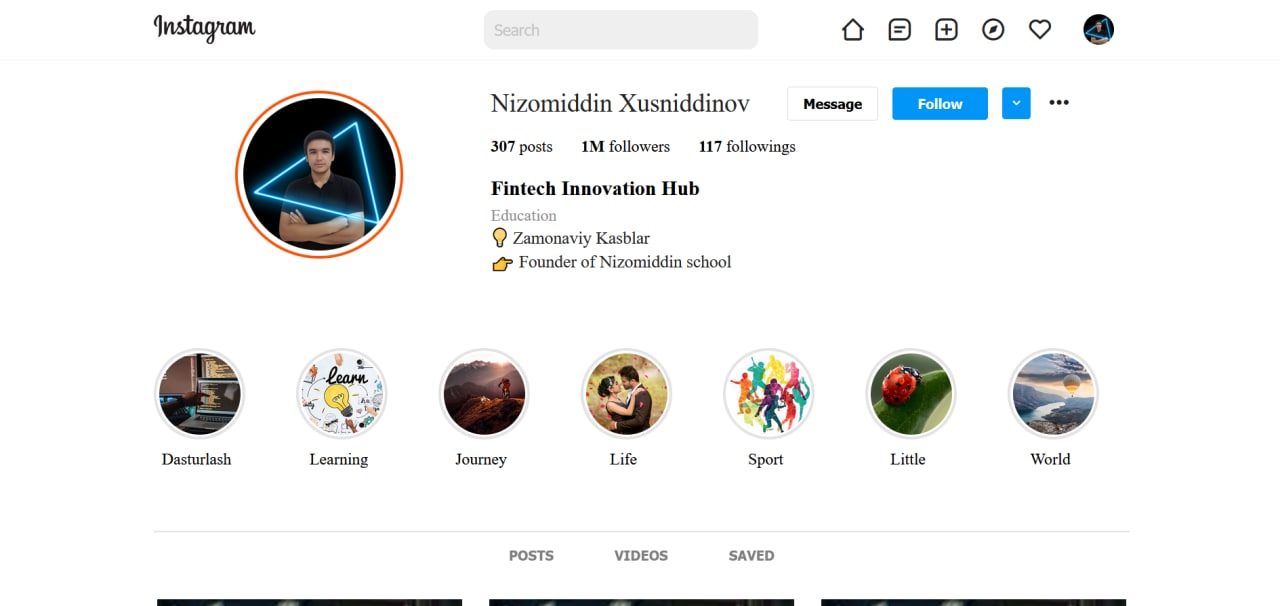 Instagram
Search
Nizomiddin Xusniddinov
Message
Follow
307 posts 1M followers 117 followings
Fintech Innovation Hub
Education
Zamonaviy Kasblar
Founder of Nizomiddin school
Learn
Dasturlash Learning Journey Life Sport Little World
POSTS VIDEOS SAVED